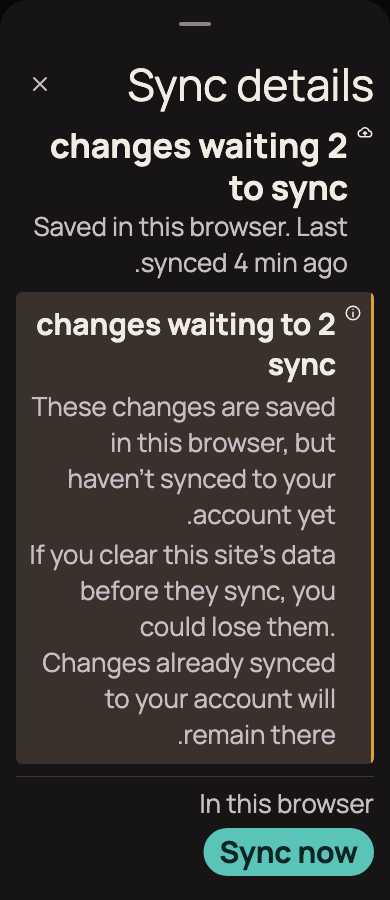 Sync details
2 changes waiting
to sync
Saved in this browser. Last
synced 4 min ago.
2 changes waiting to
sync
These changes are saved
in this browser, but
haven't synced to your
account yet.
If you clear this site's data
before they sync, you
could lose them.
Changes already synced
to your account will
remain there.
In this browser
Sync now